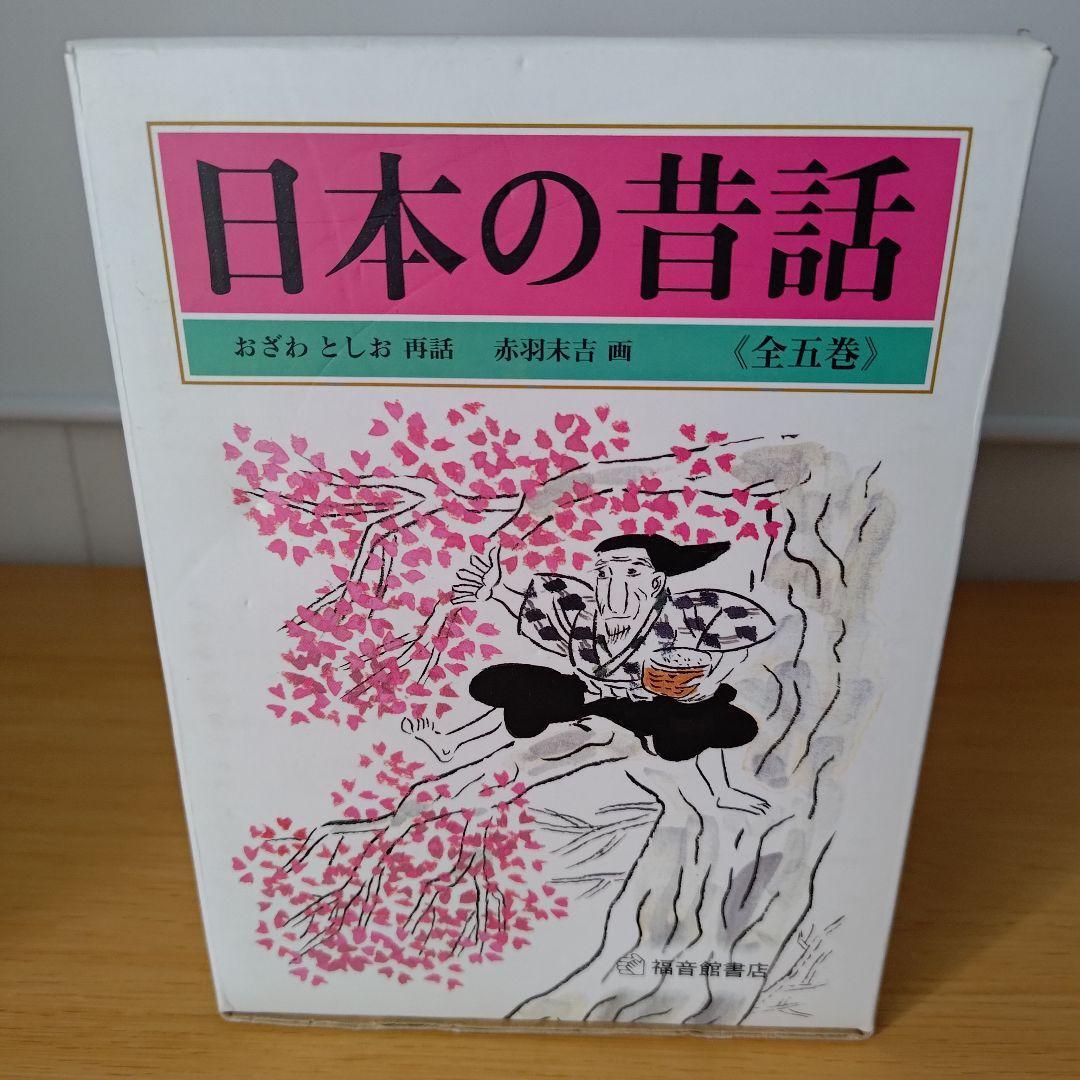 日本の昔話
おざわ としお 再話 赤羽末吉 画 《全五巻》
福音館書店